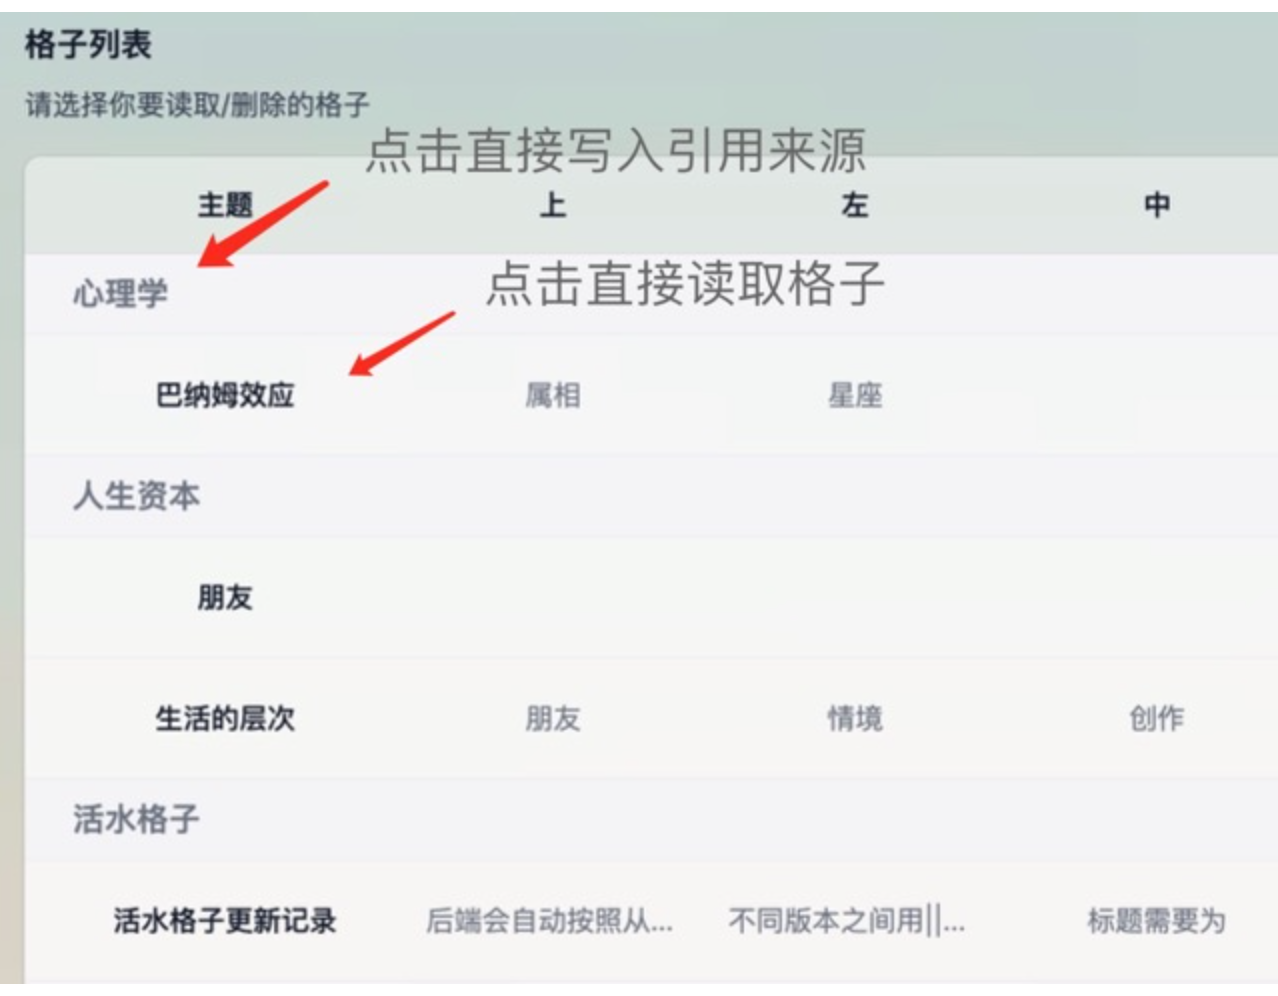 格子列表
请选择你要读取/删除的格子
点击直接写入引用来源
主题 上 左 中
心理学
点击直接读取格子
巴纳姆效应 属相 星座
人生资本
朋友
生活的层次 朋友 情境 创作
活水格子
活水格子更新记录 后端会自动按照从... 不同版本之间用||... 标题需要为